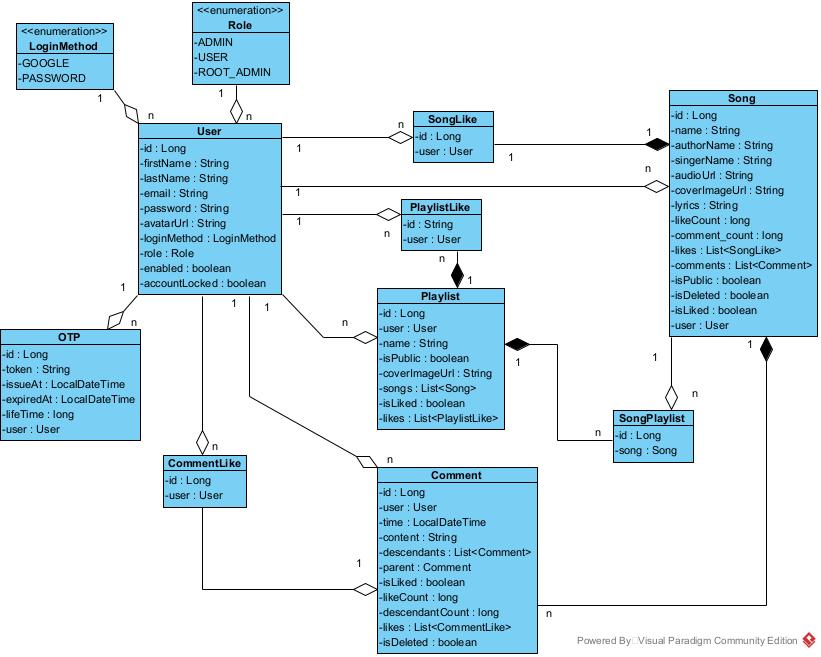 <<enumeration>>
LoginMethod
-GOOGLE
-PASSWORD
<<enumeration>>
Role
-ADMIN
-USER
-ROOT_ADMIN
1
n
1
n
User
-id : Long
-firstName : String
-lastName : String
-email : String
-password : String
-avatarUrl : String
-loginMethod : LoginMethod
-role : Role
-enabled : boolean
-accountLocked : boolean
1
n
SongLike
-id : Long
-user : User
1
1
Song
-id : Long
-name : String
-authorName : String
-singerName : String
-audioUrl : String
-coverImageUrl : String
-lyrics : String
-likeCount : long
-comment_count : long
-likes : List<SongLike>
-comments : List<Comment>
-isPublic : boolean
-isDeleted : boolean
-isLiked : boolean
-user : User
1
n
1
n
PlaylistLike
-id : String
-user : User
n
1
Playlist
-id : Long
-user : User
-name : String
-isPublic : boolean
-coverImageUrl : String
-songs : List<Song>
-isLiked : boolean
-likes : List<PlaylistLike>
1
n
1
n
OTP
-id : Long
-token : String
-issueAt : LocalDateTime
-expiredAt : LocalDateTime
-lifeTime : long
-user : User
1
1
n
1
n
SongPlaylist
-id : Long
-song : Song
1
n
CommentLike
-id : Long
-user : User
n
1
Comment
-id : Long
-user : User
-time : LocalDateTime
-content : String
-descendants : List<Comment>
-parent : Comment
-isLiked : boolean
-likeCount : long
-descendantCount : long
-likes : List<CommentLike>
-isDeleted : boolean
n
Powered By Visual Paradigm Community Edition